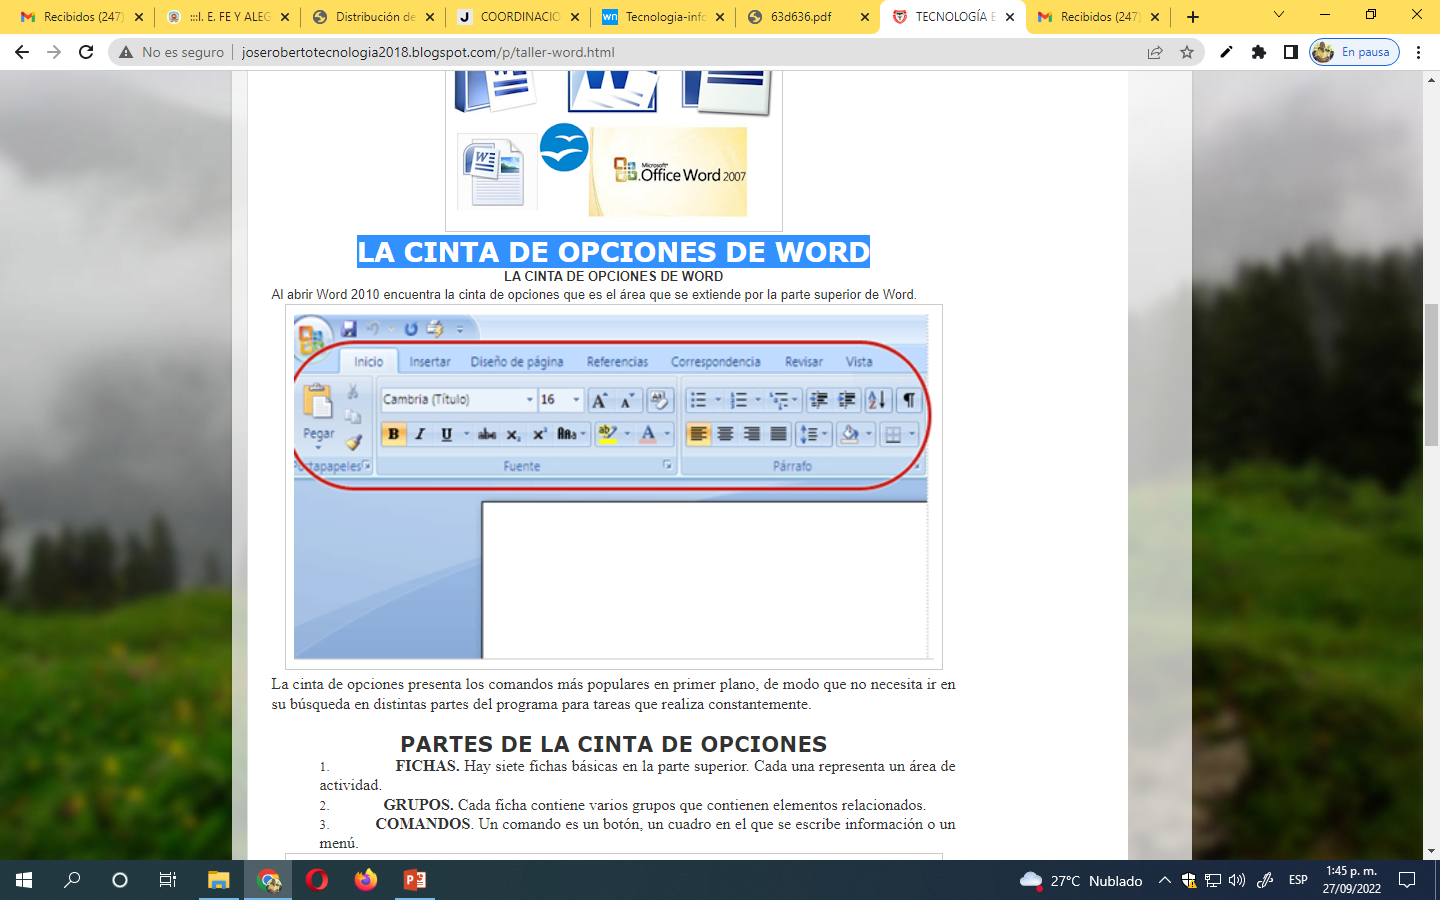 Recibidos (247)
:::I. E. FE Y ALEG
Distribución de
COORDINACIO
Tecnologia-info
63d636.pdf
TECNOLOGÍA E
Recibidos (247)
No es seguro
joserobertotecnologia2018.blogspot.com/p/taller-word.html
En pausa
Microsoft
Office Word 2007
LA CINTA DE OPCIONES DE WORD
LA CINTA DE OPCIONES DE WORD
Al abrir Word 2010 encuentra la cinta de opciones que es el área que se extiende por la parte superior de Word.
Inicio Insertar Diseño de página Referencias Correspondencia Revisar Vista
Cambria (Título) 16
Pegar
Portapapeles Fuente Párrafo
La cinta de opciones presenta los comandos más populares en primer plano, de modo que no necesita ir en
su búsqueda en distintas partes del programa para tareas que realiza constantemente.
PARTES DE LA CINTA DE OPCIONES
1. FICHAS. Hay siete fichas básicas en la parte superior. Cada una representa un área de
actividad.
2. GRUPOS. Cada ficha contiene varios grupos que contienen elementos relacionados.
3. COMANDOS. Un comando es un botón, un cuadro en el que se escribe información o un
menú.
27°C Nublado
ESP
1:45 p. m.
27/09/2022